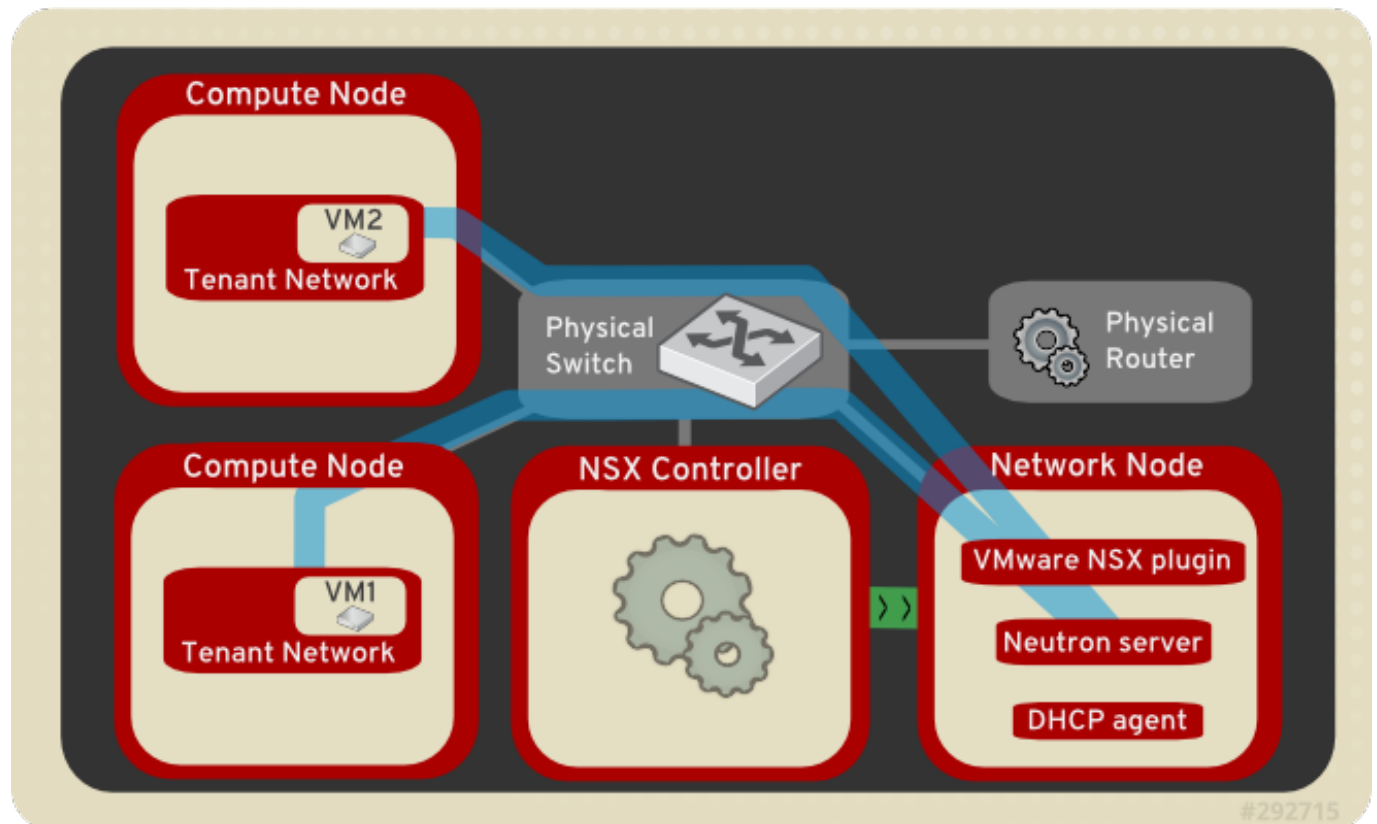 Compute Node
VM2
Tenant Network
Physical
Switch
Physical
Router
Compute Node
VM1
Tenant Network
NSX Controller
Network Node
VMware NSX plugin
Neutron server
DHCP agent
#292715